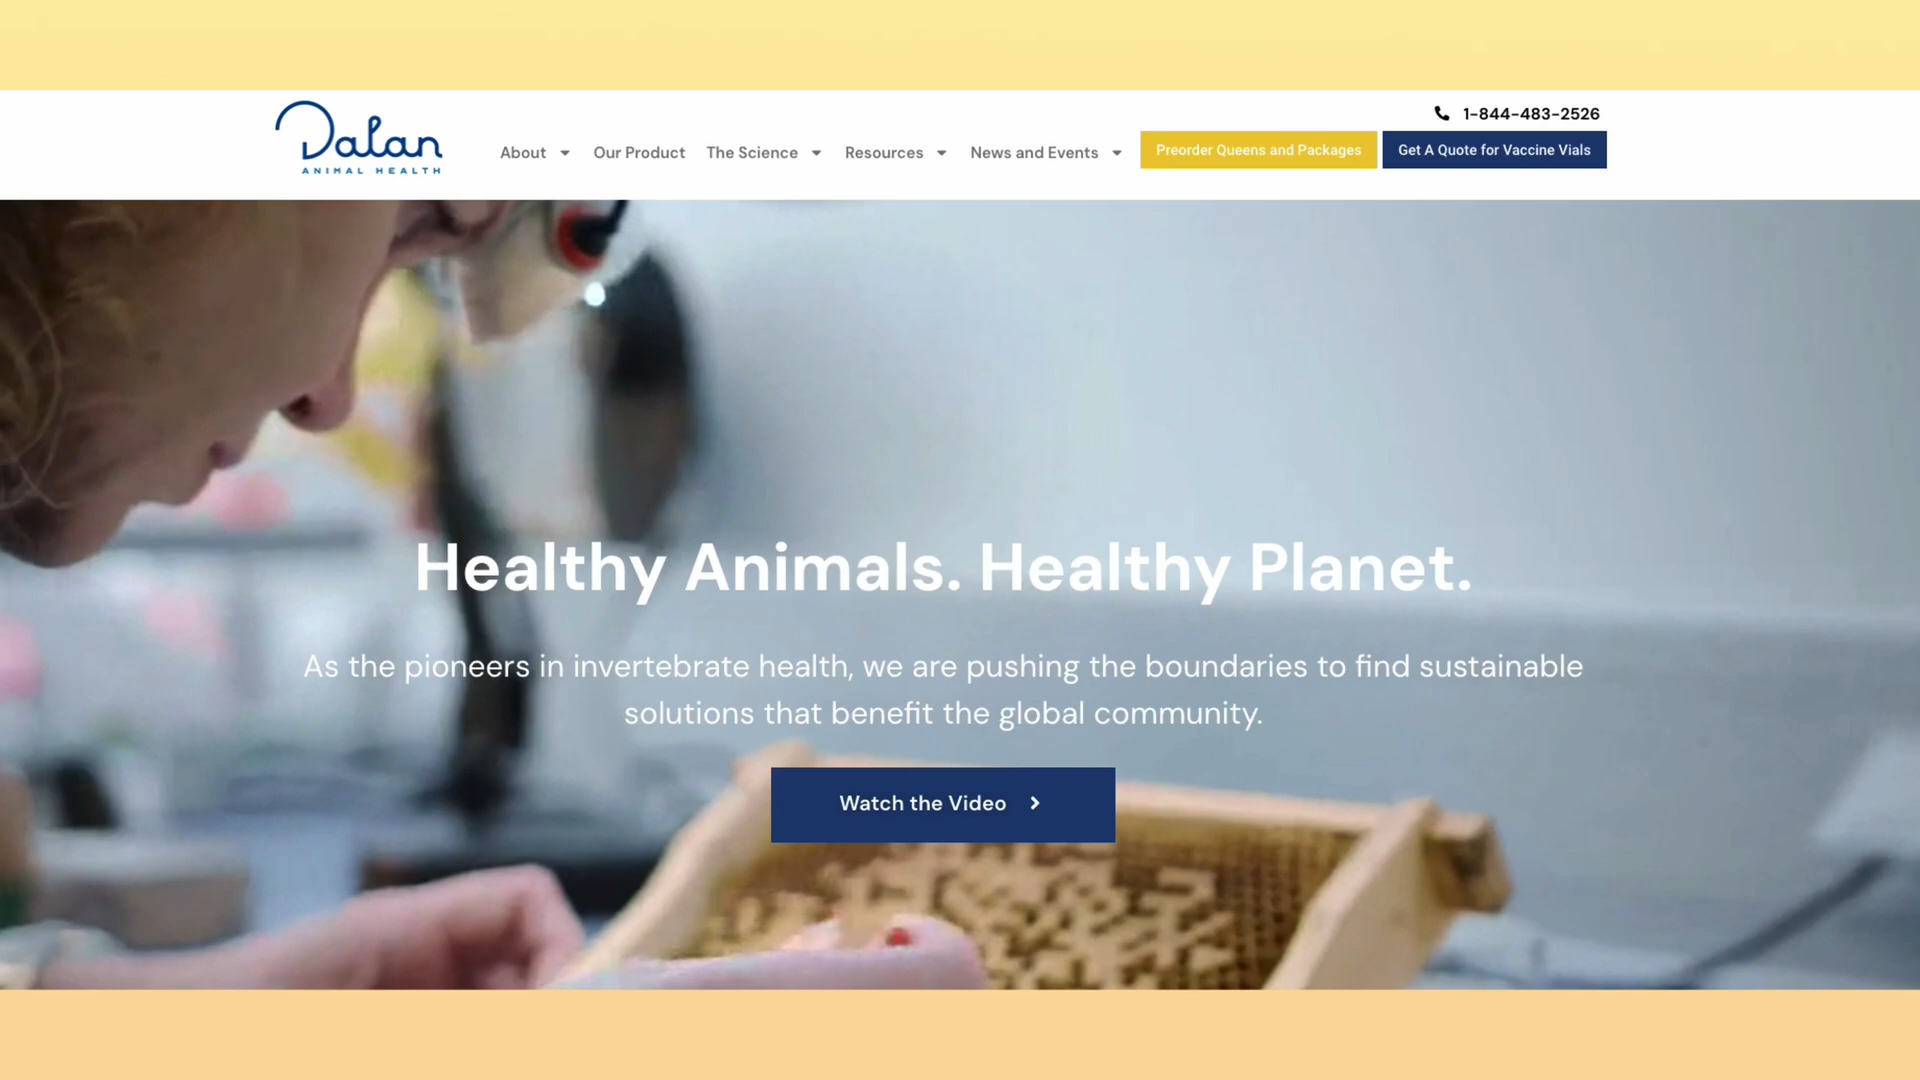 Dalan
ANIMAL HEALTH
1-844-483-2526
About
Our Product
The Science
Resources
News and Events
Preorder Queens and Packages
Get A Quote for Vaccine Vials
Healthy Animals. Healthy Planet.
As the pioneers in invertebrate health, we are pushing the boundaries to find sustainable
solutions that benefit the global community.
Watch the Video